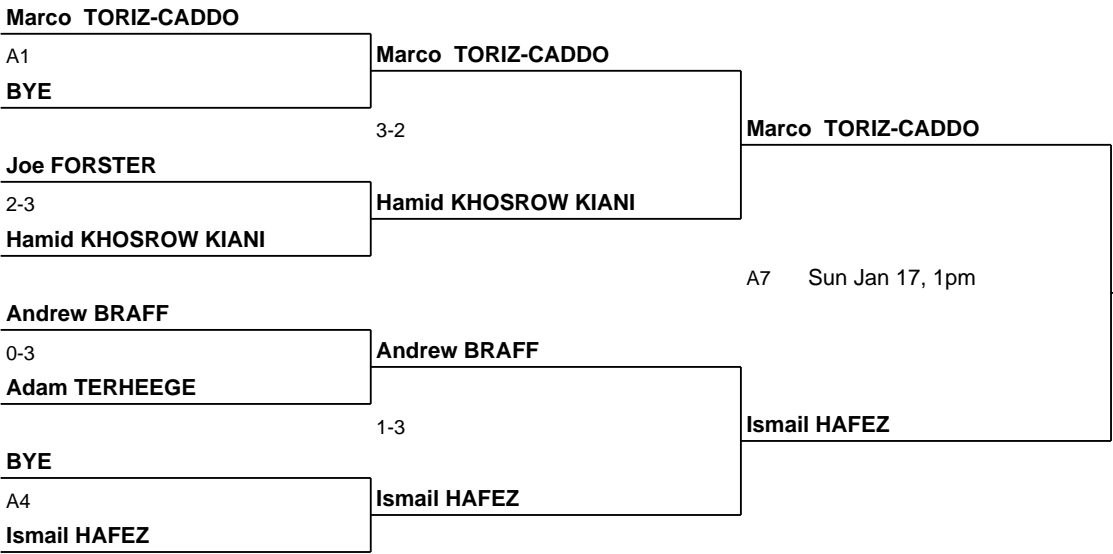 Marco  TORIZ-CADDO
A1
Marco  TORIZ-CADDO
BYE
3-2
Marco  TORIZ-CADDO
Joe FORSTER
2-3
Hamid KHOSROW KIANI
Hamid KHOSROW KIANI
A7 Sun Jan 17, 1pm
Andrew BRAFF
0-3
Andrew BRAFF
Adam TERHEEGE
1-3
Ismail HAFEZ
BYE
A4
Ismail HAFEZ
Ismail HAFEZ